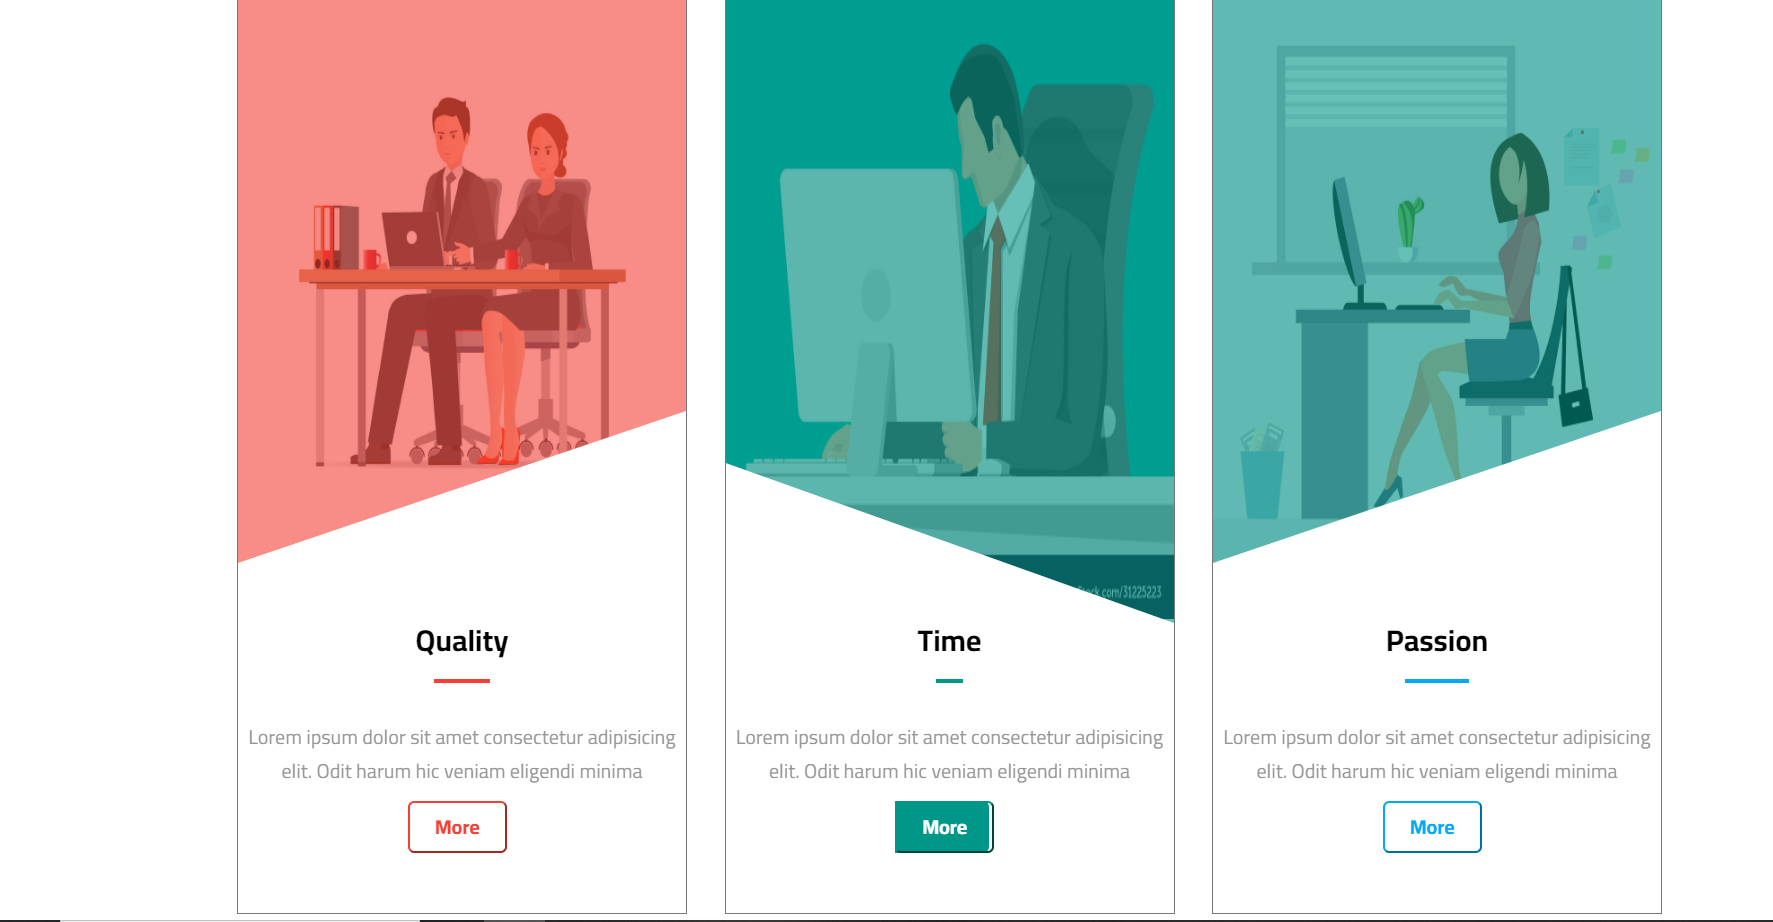 ck.com/31225223
Quality
Lorem ipsum dolor sit amet consectetur adipisicing
elit. Odit harum hic veniam eligendi minima
More
Time
Lorem ipsum dolor sit amet consectetur adipisicing
elit. Odit harum hic veniam eligendi minima
More
Passion
Lorem ipsum dolor sit amet consectetur adipisicing
elit. Odit harum hic veniam eligendi minima
More